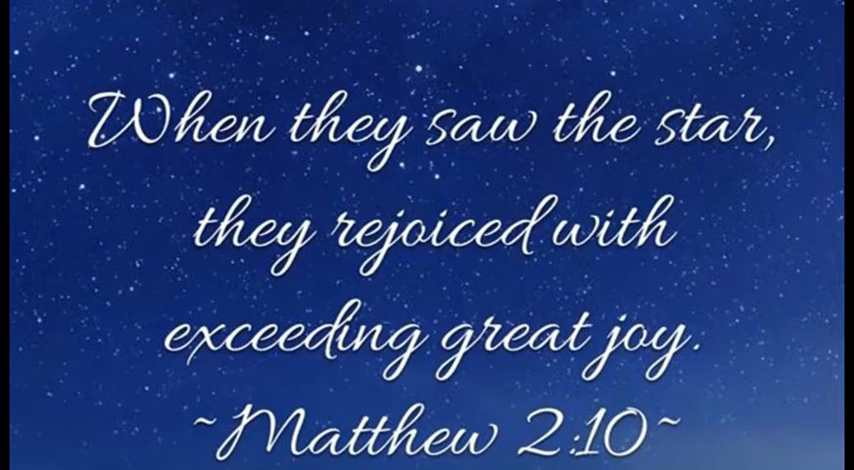 When they saw the star,
they rejoiced with
exceeding great joy.
~Matthew 2:10~